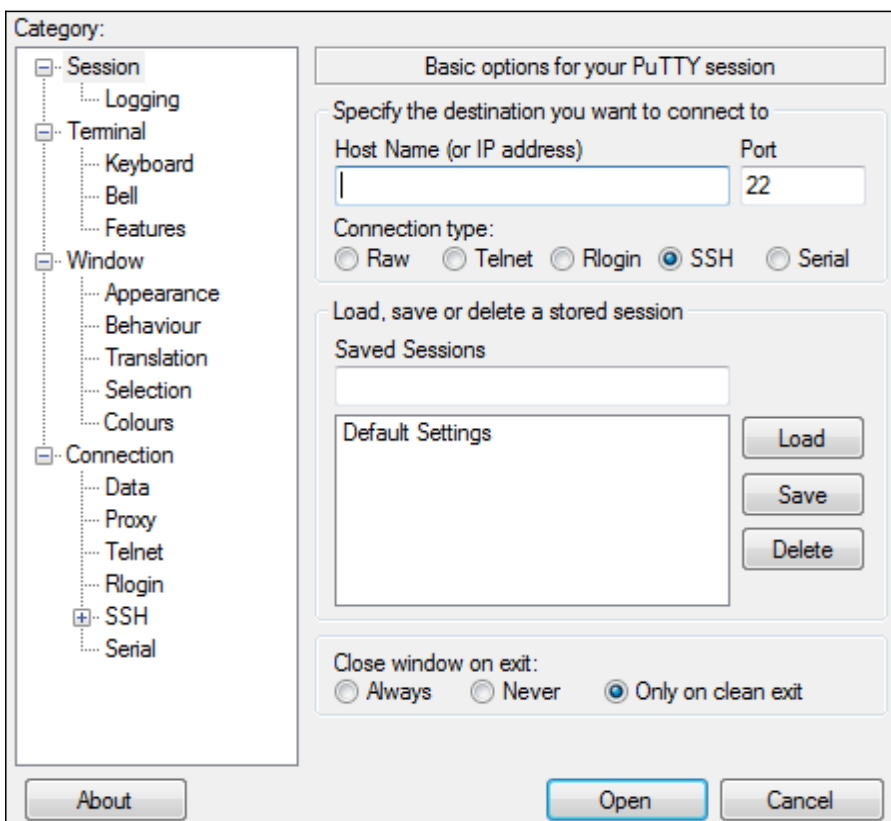 Category:
Session
Logging
Terminal
Keyboard
Bell
Features
Window
Appearance
Behaviour
Translation
Selection
Colours
Connection
Data
Proxy
Telnet
Rlogin
SSH
Serial
Basic options for your PuTTY session
Specify the destination you want to connect to
Host Name (or IP address) Port
22
Connection type:
Raw Telnet Rlogin SSH Serial
Load, save or delete a stored session
Saved Sessions
Default Settings
Load
Save
Delete
Close window on exit:
Always Never Only on clean exit
About Open Cancel